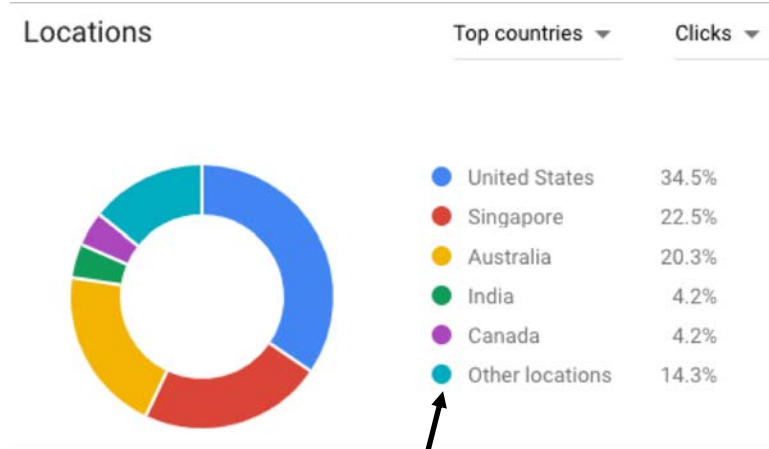 Locations Top countries Clicks
United States 34.5%
Singapore 22.5%
Australia 20.3%
India 4.2%
Canada 4.2%
Other locations 14.3%